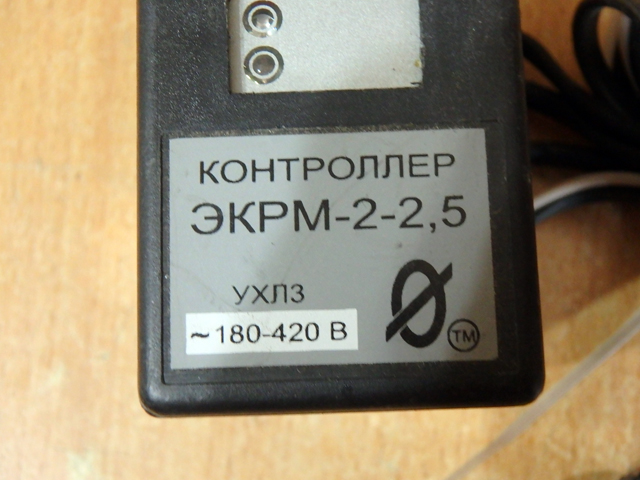 КОНТРОЛЛЕР
ЭКРМ-2-2,5
УХЛ3
~180-420 В
TM